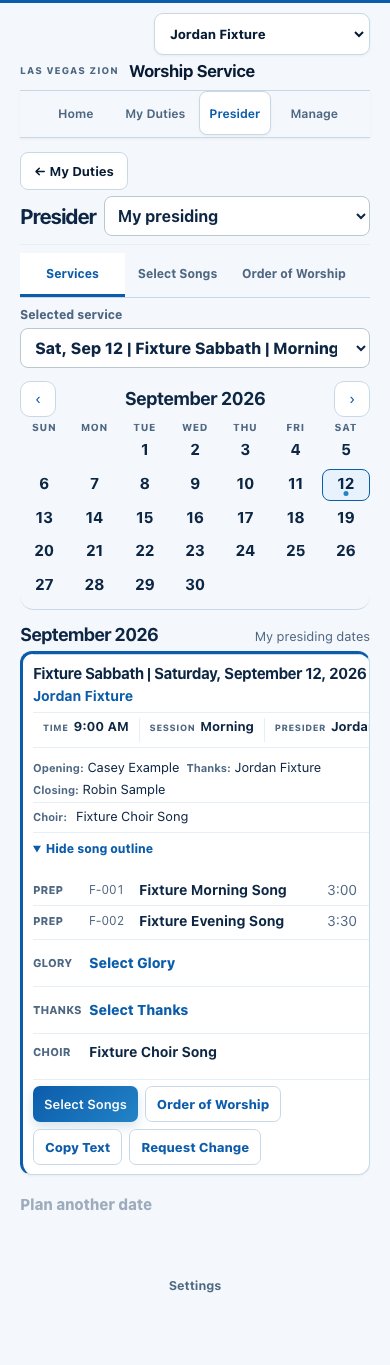 Jordan Fixture
LAS VEGAS ZION Worship Service
Home My Duties Presider Manage
← My Duties
Presider My presiding
Services Select Songs Order of Worship
Selected service
Sat, Sep 12 | Fixture Sabbath | Morning
‹ September 2026 ›
SUN MON TUE WED THU FRI SAT
1 2 3 4 5
6 7 8 9 10 11 12
13 14 15 16 17 18 19
20 21 22 23 24 25 26
27 28 29 30
September 2026 My presiding dates
Fixture Sabbath | Saturday, September 12, 2026
Jordan Fixture
TIME 9:00 AM SESSION Morning PRESIDER Jorda
Opening: Casey Example Thanks: Jordan Fixture
Closing: Robin Sample
Choir: Fixture Choir Song
▼ Hide song outline
PREP F-001 Fixture Morning Song 3:00
PREP F-002 Fixture Evening Song 3:30
GLORY Select Glory
THANKS Select Thanks
CHOIR Fixture Choir Song
Select Songs Order of Worship
Copy Text Request Change
Plan another date
Settings